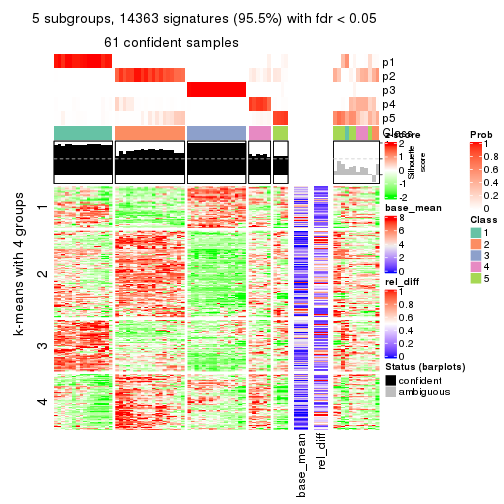 5 subgroups, 14363 signatures (95.5%) with fdr < 0.05
61 confident samples
p1
p2
p3
p4
p5
Class
Silhouette
score
k-means with 4 groups
1
2
3
4
base_mean
rel_diff
z-score
2
1
0
-1
-2
base_mean
8
6
4
2
0
rel_diff
1
0.8
0.6
0.4
0.2
0
Status (barplots)
confident
ambiguous
Prob
1
0.8
0.6
0.4
0.2
0
Class
1
2
3
4
5